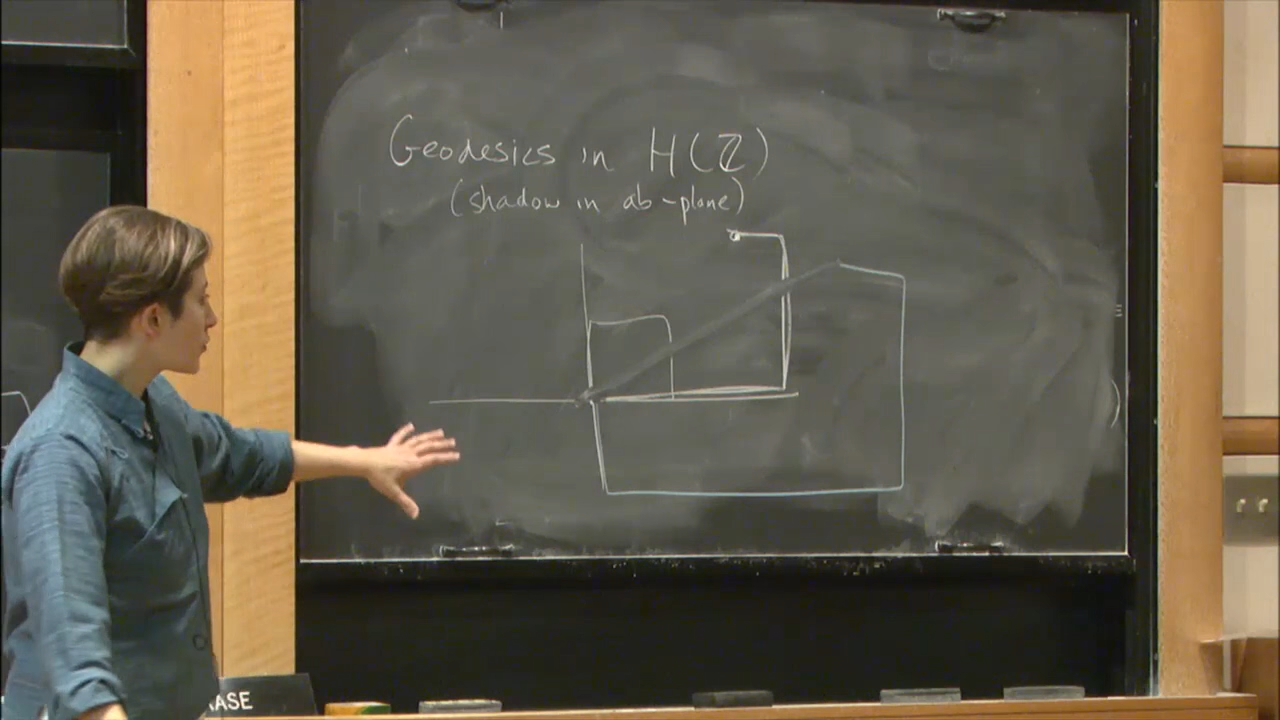 Geodesics in H(ℤ)
(shadow in ab-plane)
ASE